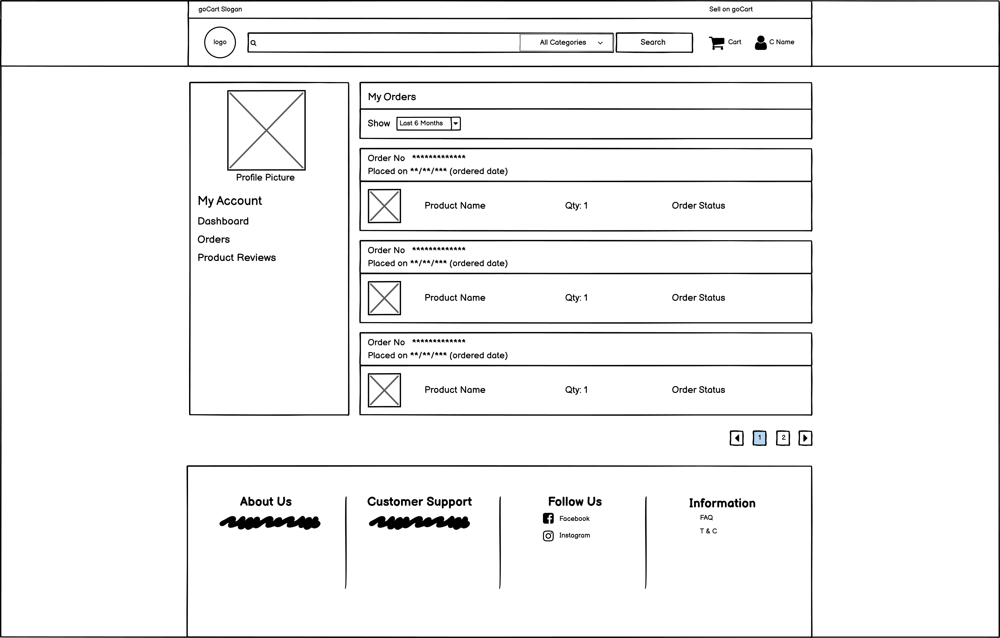 goCart Slogan
Sell on goCart
logo
All Categories
Search
Cart
C Name
Profile Picture
My Account
Dashboard
Orders
Product Reviews
My Orders
Show Last 6 Months
Order No *************
Placed on **/**/*** (ordered date)
Product Name Qty: 1 Order Status
Order No *************
Placed on **/**/*** (ordered date)
Product Name Qty: 1 Order Status
Order No *************
Placed on **/**/*** (ordered date)
Product Name Qty: 1 Order Status
1 2
About Us
Customer Support
Follow Us
Facebook
Instagram
Information
FAQ
T & C